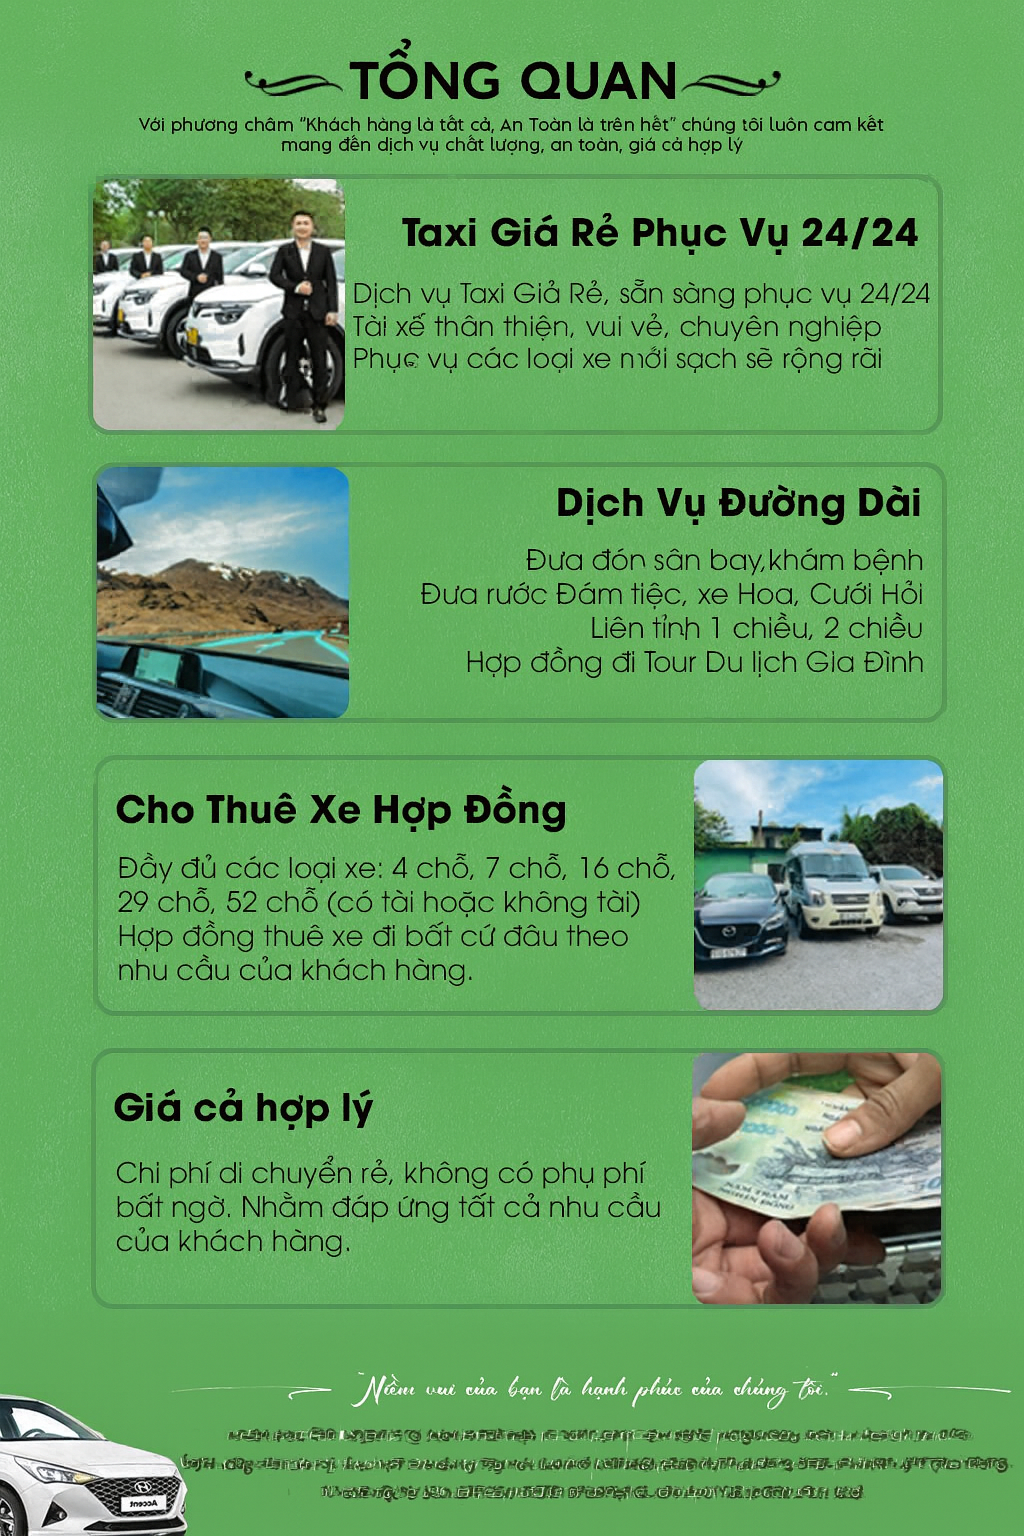 TỔNG QUAN
Với phương châm "Khách hàng là tất cả, An Toàn là trên hết" chúng tôi luôn cam kết
mang đến dịch vụ chất lượng, an toàn, giá cả hợp lý
Taxi Giá Rẻ Phục Vụ 24/24
Dịch vụ Taxi Giả Rẻ, sẵn sàng phục vụ 24/24
Tài xế thân thiện, vui vẻ, chuyên nghiệp
Phục vụ các loại xe mới sạch sẽ rộng rãi
Dịch Vụ Đường Dài
Đưa đón sân bay,khám bệnh
Đưa rước Đám tiệc, xe Hoa, Cưới Hỏi
Liên tỉnh 1 chiều, 2 chiều
Hợp đồng đi Tour Du lịch Gia Đình
Cho Thuê Xe Hợp Đồng
Đầy đủ các loại xe: 4 chỗ, 7 chỗ, 16 chỗ,
29 chỗ, 52 chỗ (có tài hoặc không tài)
Hợp đồng thuê xe đi bất cứ đâu theo
nhu cầu của khách hàng.
Giá cả hợp lý
Chi phí di chuyển rẻ, không có phụ phí
bất ngờ. Nhằm đáp ứng tất cả nhu cầu
của khách hàng.
NĂM TRĂM
NGHÌN ĐỒNG
"Niềm vui của bạn là hạnh phúc của chúng tôi."
Accent